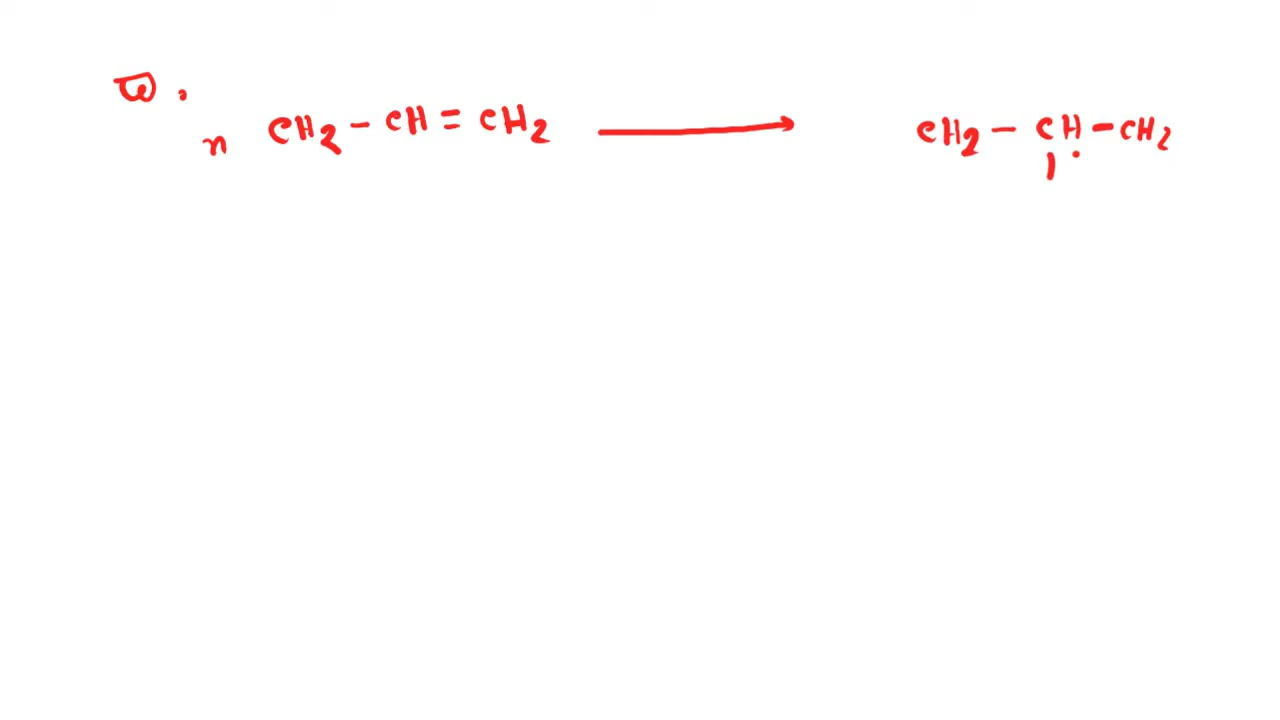 n CH₂ - CH = CH₂ ⟶ CH₂ - CH - CH₂
|